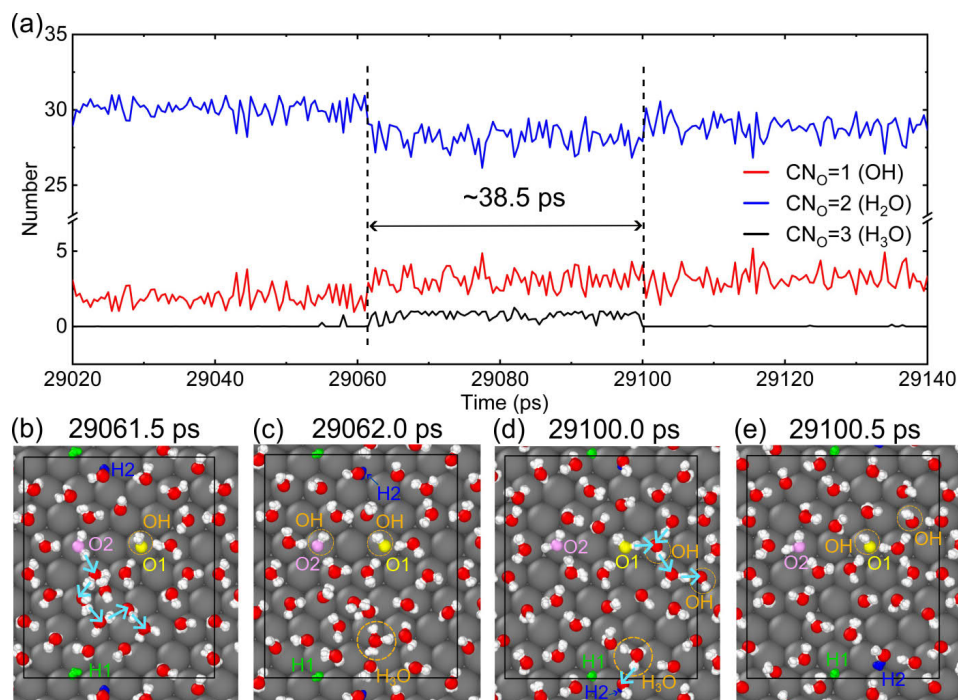 (a)
35
30
25
5
0
Number
~38.5 ps
CN_O=1 (OH)
CN_O=2 (H₂O)
CN_O=3 (H₃O)
29020 29040 29060 29080 29100 29120 29140
Time (ps)
(b) 29061.5 ps
H2
OH
O2
O1
H1
(c) 29062.0 ps
H2
OH OH
O2 O1
H1
H₃O
(d) 29100.0 ps
O2
O1
OH
OH
H1
H2
H₃O
(e) 29100.5 ps
O2
OH
O1
OH
H1
H2